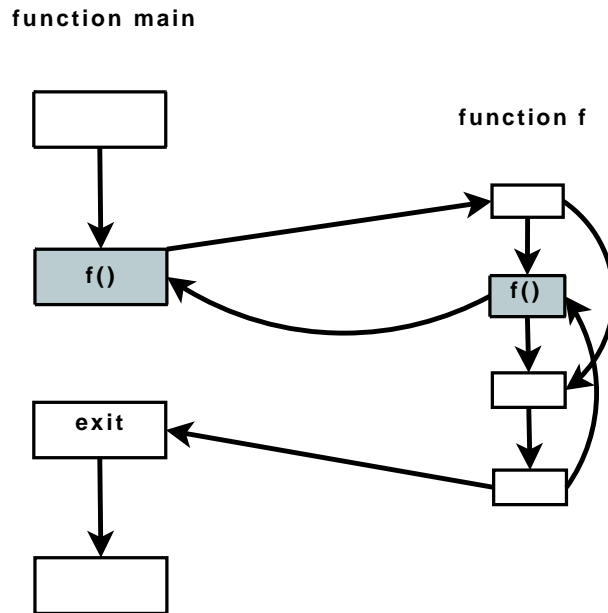 function main
function f
f()
f()
exit